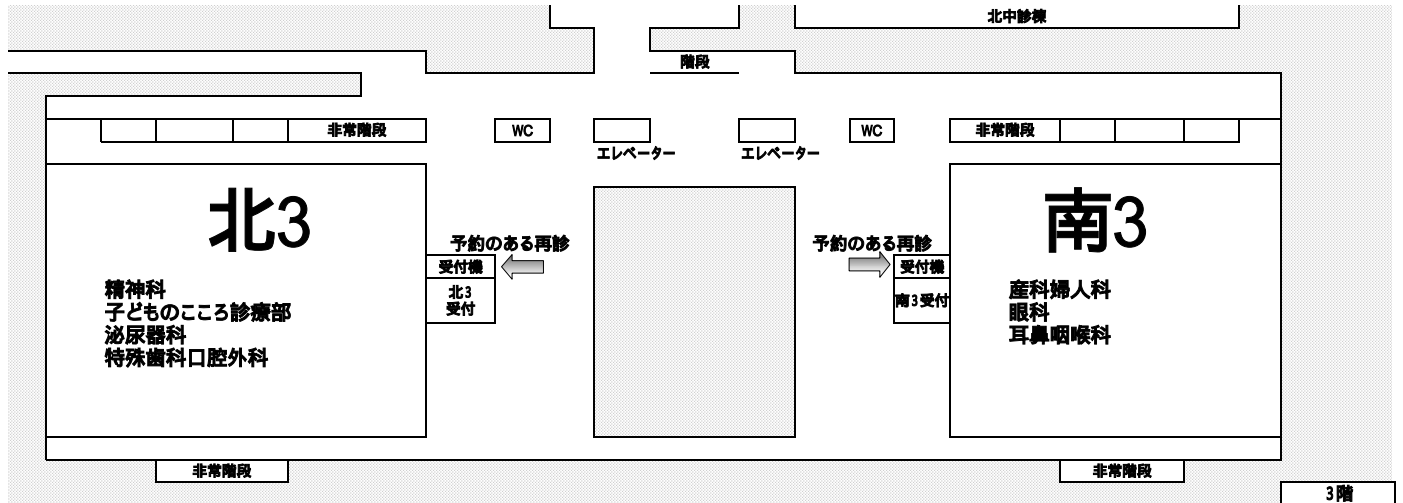 北中診棟
階段
非常階段
WC
WC
非常階段
エレベーター
エレベーター
北3
南3
予約のある再診
予約のある再診
受付機
受付機
北3
受付
南3受付
精神科
子どものこころ診療部
泌尿器科
特殊歯科口腔外科
産科婦人科
眼科
耳鼻咽喉科
非常階段
非常階段
3階